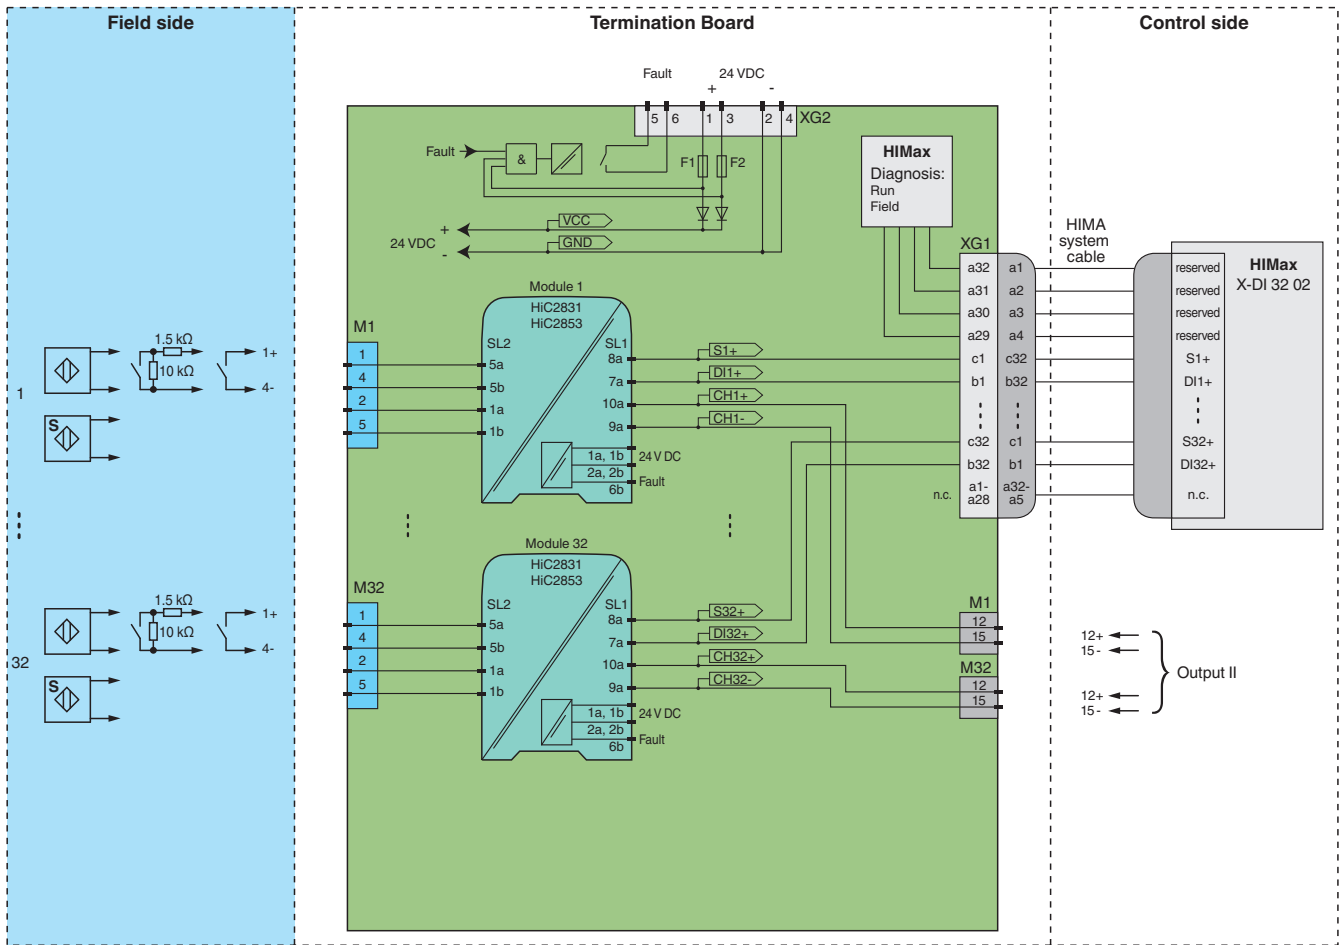 Field side
Termination Board
Control side
Fault
24 VDC
+
-
5
6
1
3
2
4
XG2
Fault
&
F1
F2
VCC
GND
+
24 VDC
-
HIMax
Diagnosis:
Run
Field
HIMA
system
cable
XG1
a32
a1
reserved
a31
a2
reserved
a30
a3
reserved
a29
a4
reserved
c1
c32
S1+
b1
b32
DI1+
c32
c1
S32+
b32
b1
DI32+
n.c.
a1-
a28
a32-
a5
n.c.
HIMax
X-DI 32 02
1
1.5 kΩ
10 kΩ
1+
4-
S
M1
1
4
2
5
Module 1
HiC2831
HiC2853
SL2
5a
5b
1a
1b
SL1
8a
7a
10a
9a
S1+
DI1+
CH1+
CH1-
1a, 1b
24 V DC
2a, 2b
Fault
6b
32
1.5 kΩ
10 kΩ
1+
4-
S
M32
1
4
2
5
Module 32
HiC2831
HiC2853
SL2
5a
5b
1a
1b
SL1
8a
7a
10a
9a
S32+
DI32+
CH32+
CH32-
1a, 1b
24 V DC
2a, 2b
Fault
6b
M1
12
15
M32
12
15
12+
15-
12+
15-
Output II